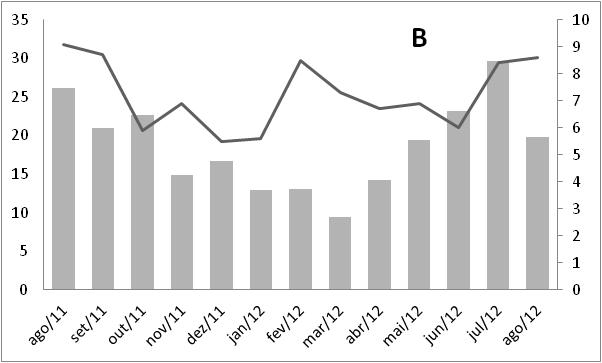 B
35
30
25
20
15
10
5
0
10
9
8
7
6
5
4
3
2
1
0
ago/11
set/11
out/11
nov/11
dez/11
jan/12
fev/12
mar/12
abr/12
mai/12
jun/12
jul/12
ago/12